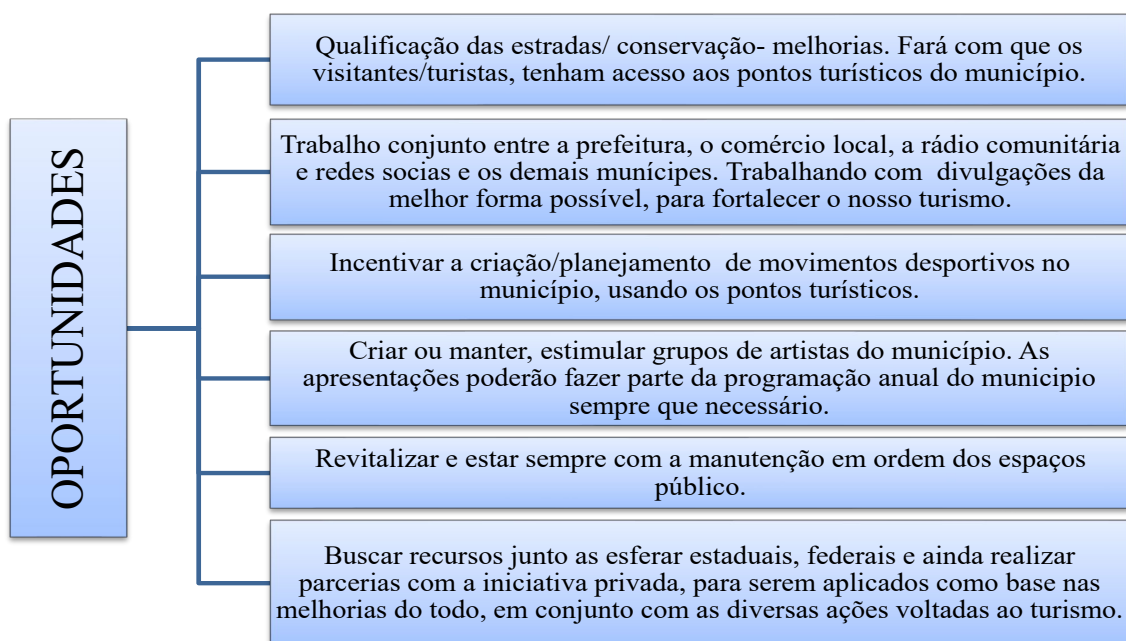 OPORTUNIDADES
Qualificação das estradas/ conservação- melhorias. Fará com que os
visitantes/turistas, tenham acesso aos pontos turísticos do município.
Trabalho conjunto entre a prefeitura, o comércio local, a rádio comunitária
e redes socias e os demais munícipes. Trabalhando com divulgações da
melhor forma possível, para fortalecer o nosso turismo.
Incentivar a criação/planejamento de movimentos desportivos no
município, usando os pontos turísticos.
Criar ou manter, estimular grupos de artistas do município. As
apresentações poderão fazer parte da programação anual do municipio
sempre que necessário.
Revitalizar e estar sempre com a manutenção em ordem dos espaços
público.
Buscar recursos junto as esferar estaduais, federais e ainda realizar
parcerias com a iniciativa privada, para serem aplicados como base nas
melhorias do todo, em conjunto com as diversas ações voltadas ao turismo.